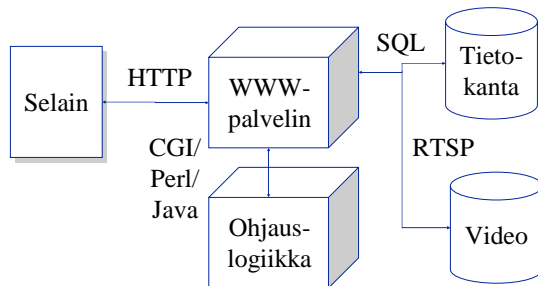 SQL
Tieto-
kanta
HTTP
Selain
WWW-
palvelin
CGI/
Perl/
Java
RTSP
Ohjaus-
logiikka
Video